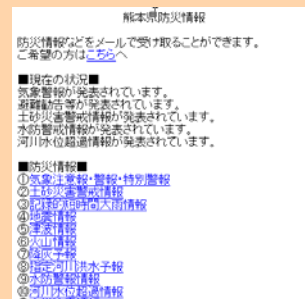 熊本県防災情報
防災情報などをメールで受け取ることができます。
ご希望の方はこちらへ
■現在の状況■
気象警報が発表されています。
避難勧告等が発表されています。
土砂災害警戒情報が発表されています。
水防警戒情報が発表されています。
河川水位超過情報が発表されています。
■防災情報■
①気象注意報・警報・特別警報
②土砂災害警戒情報
③記録的短時間大雨情報
④地震情報
⑤津波情報
⑥火山情報
⑦降灰予報
⑧指定河川洪水予報
⑨水防警報情報
⑩河川水位超過情報